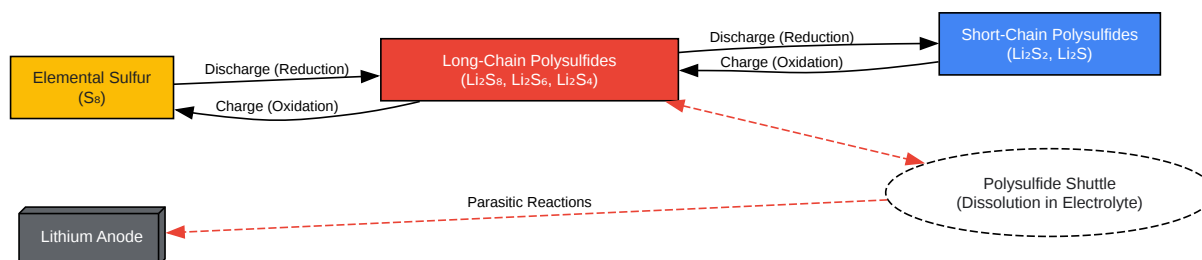 Elemental Sulfur
(S₈)
Discharge (Reduction)
Charge (Oxidation)
Long-Chain Polysulfides
(Li₂S₈, Li₂S₆, Li₂S₄)
Discharge (Reduction)
Charge (Oxidation)
Short-Chain Polysulfides
(Li₂S₂, Li₂S)
Polysulfide Shuttle
(Dissolution in Electrolyte)
Parasitic Reactions
Lithium Anode